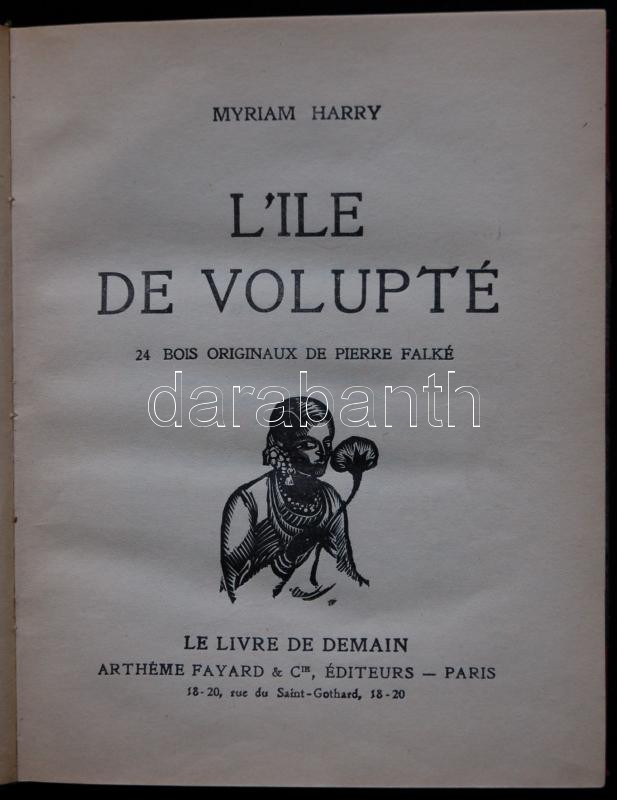 MYRIAM HARRY
L'ILE
DE VOLUPTÉ
24 BOIS ORIGINAUX DE PIERRE FALKÉ
darabanth
LE LIVRE DE DEMAIN
ARTHÈME FAYARD & Cⁱᵉ, ÉDITEURS — PARIS
18-20, rue du Saint-Gothard, 18-20